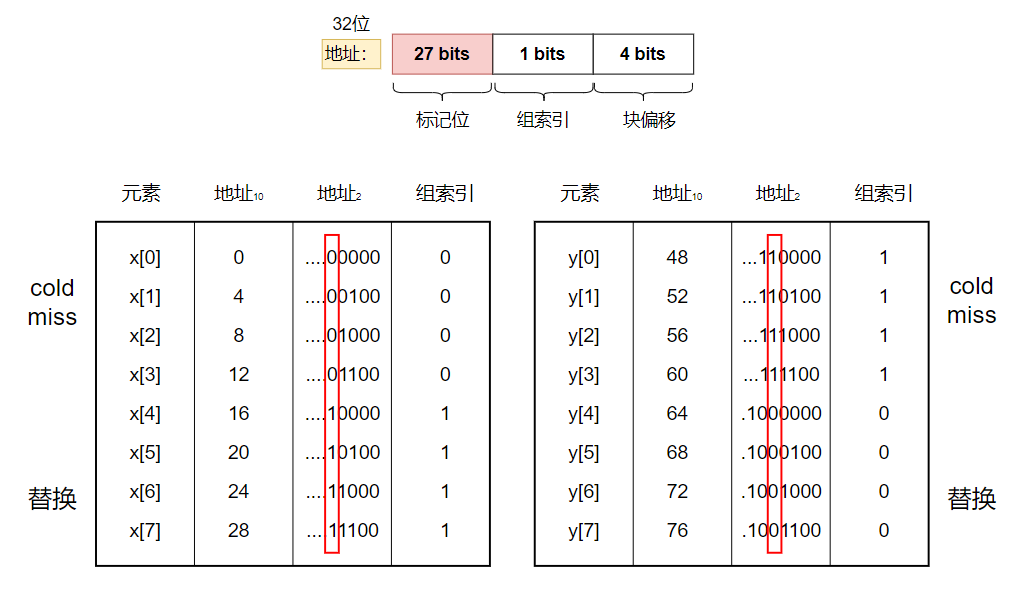 32位
地址： 27 bits 1 bits 4 bits
标记位 组索引 块偏移
元素 地址10 地址2 组索引 元素 地址10 地址2 组索引
x[0] 0 ....00000 0 y[0] 48 ...110000 1
cold miss x[1] 4 ....00100 0 y[1] 52 ...110100 1 cold miss
x[2] 8 ....01000 0 y[2] 56 ...111000 1
x[3] 12 ....01100 0 y[3] 60 ...111100 1
x[4] 16 ....10000 1 y[4] 64 .1000000 0
x[5] 20 ....10100 1 y[5] 68 .1000100 0
替换 x[6] 24 ....11000 1 y[6] 72 .1001000 0 替换
x[7] 28 ....11100 1 y[7] 76 .1001100 0